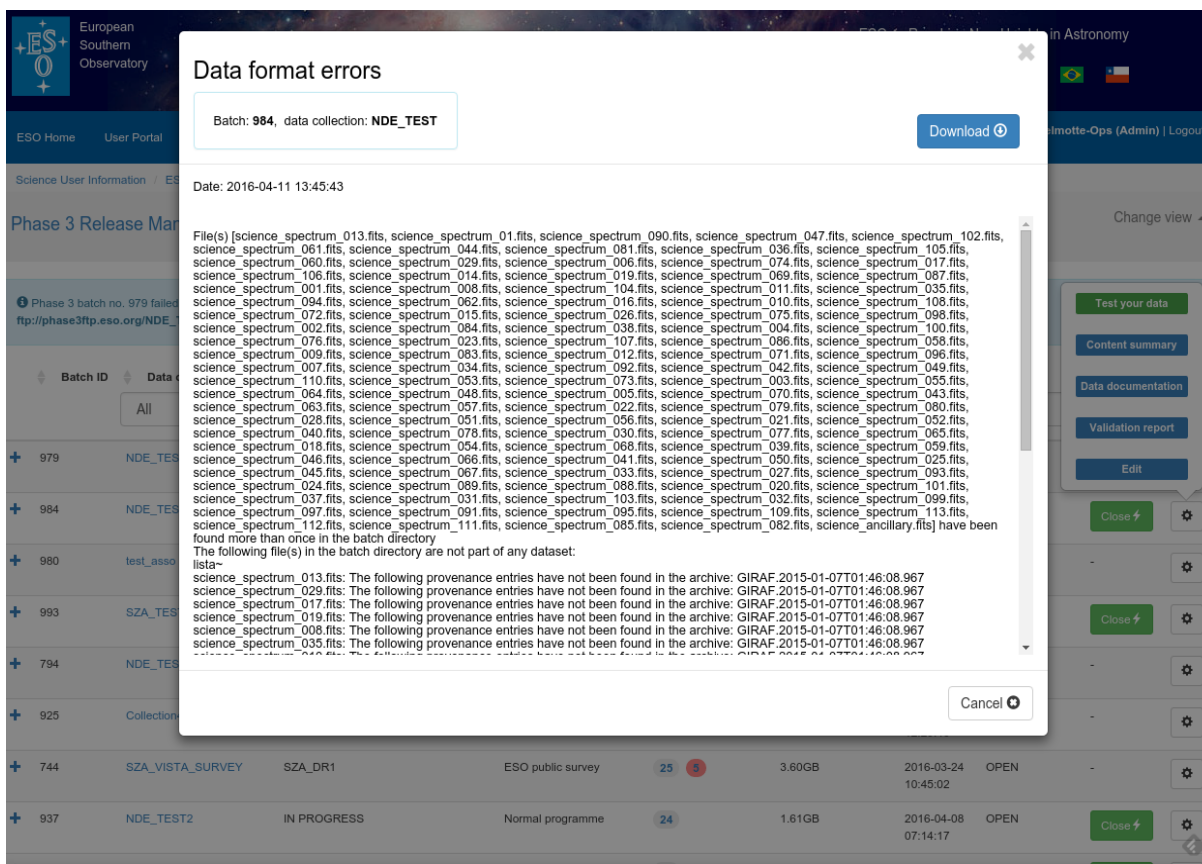 European
Southern
Observatory
in Astronomy
ESO Home User Portal
elmotte-Ops (Admin) | Logou
Science User Information / ES
Phase 3 Release Man
Change view
Phase 3 batch no. 979 failed
ftp://phase3ftp.eso.org/NDE_T
Data format errors
Batch: 984, data collection: NDE_TEST
Download
Date: 2016-04-11 13:45:43
File(s) [science_spectrum_013.fits, science_spectrum_01.fits, science_spectrum_090.fits, science_spectrum_047.fits, science_spectrum_102.fits,
science_spectrum_061.fits, science_spectrum_044.fits, science_spectrum_081.fits, science_spectrum_036.fits, science_spectrum_105.fits,
science_spectrum_060.fits, science_spectrum_029.fits, science_spectrum_006.fits, science_spectrum_074.fits, science_spectrum_017.fits,
science_spectrum_106.fits, science_spectrum_014.fits, science_spectrum_019.fits, science_spectrum_069.fits, science_spectrum_087.fits,
science_spectrum_001.fits, science_spectrum_008.fits, science_spectrum_104.fits, science_spectrum_011.fits, science_spectrum_035.fits,
science_spectrum_094.fits, science_spectrum_062.fits, science_spectrum_016.fits, science_spectrum_010.fits, science_spectrum_108.fits,
science_spectrum_072.fits, science_spectrum_015.fits, science_spectrum_026.fits, science_spectrum_075.fits, science_spectrum_098.fits,
science_spectrum_002.fits, science_spectrum_084.fits, science_spectrum_038.fits, science_spectrum_004.fits, science_spectrum_100.fits,
science_spectrum_076.fits, science_spectrum_023.fits, science_spectrum_107.fits, science_spectrum_086.fits, science_spectrum_058.fits,
science_spectrum_009.fits, science_spectrum_083.fits, science_spectrum_012.fits, science_spectrum_071.fits, science_spectrum_096.fits,
science_spectrum_007.fits, science_spectrum_034.fits, science_spectrum_092.fits, science_spectrum_042.fits, science_spectrum_049.fits,
science_spectrum_110.fits, science_spectrum_053.fits, science_spectrum_073.fits, science_spectrum_003.fits, science_spectrum_055.fits,
science_spectrum_064.fits, science_spectrum_048.fits, science_spectrum_005.fits, science_spectrum_070.fits, science_spectrum_043.fits,
science_spectrum_063.fits, science_spectrum_057.fits, science_spectrum_022.fits, science_spectrum_079.fits, science_spectrum_080.fits,
science_spectrum_028.fits, science_spectrum_051.fits, science_spectrum_056.fits, science_spectrum_021.fits, science_spectrum_052.fits,
science_spectrum_040.fits, science_spectrum_078.fits, science_spectrum_030.fits, science_spectrum_077.fits, science_spectrum_065.fits,
science_spectrum_018.fits, science_spectrum_054.fits, science_spectrum_068.fits, science_spectrum_039.fits, science_spectrum_059.fits,
science_spectrum_046.fits, science_spectrum_066.fits, science_spectrum_041.fits, science_spectrum_050.fits, science_spectrum_025.fits,
science_spectrum_045.fits, science_spectrum_067.fits, science_spectrum_033.fits, science_spectrum_027.fits, science_spectrum_093.fits,
science_spectrum_024.fits, science_spectrum_089.fits, science_spectrum_088.fits, science_spectrum_020.fits, science_spectrum_101.fits,
science_spectrum_037.fits, science_spectrum_031.fits, science_spectrum_103.fits, science_spectrum_032.fits, science_spectrum_099.fits,
science_spectrum_097.fits, science_spectrum_091.fits, science_spectrum_095.fits, science_spectrum_109.fits, science_spectrum_113.fits,
science_spectrum_112.fits, science_spectrum_111.fits, science_spectrum_085.fits, science_spectrum_082.fits, science_ancillary.fits] have been
found more than once in the batch directory
The following file(s) in the batch directory are not part of any dataset:
lista~
science_spectrum_013.fits: The following provenance entries have not been found in the archive: GIRAF.2015-01-07T01:46:08.967
science_spectrum_029.fits: The following provenance entries have not been found in the archive: GIRAF.2015-01-07T01:46:08.967
science_spectrum_017.fits: The following provenance entries have not been found in the archive: GIRAF.2015-01-07T01:46:08.967
science_spectrum_019.fits: The following provenance entries have not been found in the archive: GIRAF.2015-01-07T01:46:08.967
science_spectrum_008.fits: The following provenance entries have not been found in the archive: GIRAF.2015-01-07T01:46:08.967
science_spectrum_035.fits: The following provenance entries have not been found in the archive: GIRAF.2015-01-07T01:46:08.967
Cancel
Test your data
Content summary
Data documentation
Validation report
Edit
Batch ID Data c
All
979 NDE_TES
984 NDE_TES Close
980 test_asso -
993 SZA_TES Close
794 NDE_TES -
925 Collection -
744 SZA_VISTA_SURVEY SZA_DR1 ESO public survey 25 5 3.60GB 2016-03-24 OPEN -
10:45:02
937 NDE_TEST2 IN PROGRESS Normal programme 24 1.61GB 2016-04-08 OPEN Close
07:14:17